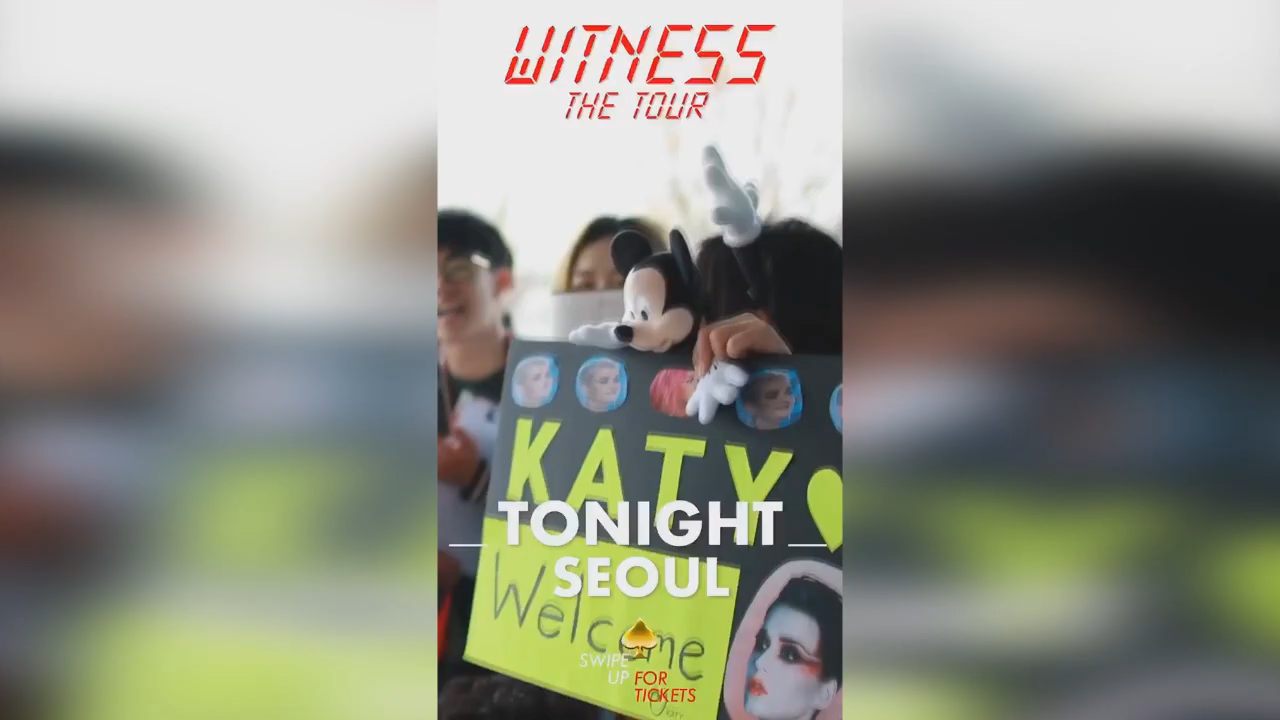 WITNESS
THE TOUR
KATY
TONIGHT
SEOUL
Welcome
SWIPE
UP
FOR
TICKETS